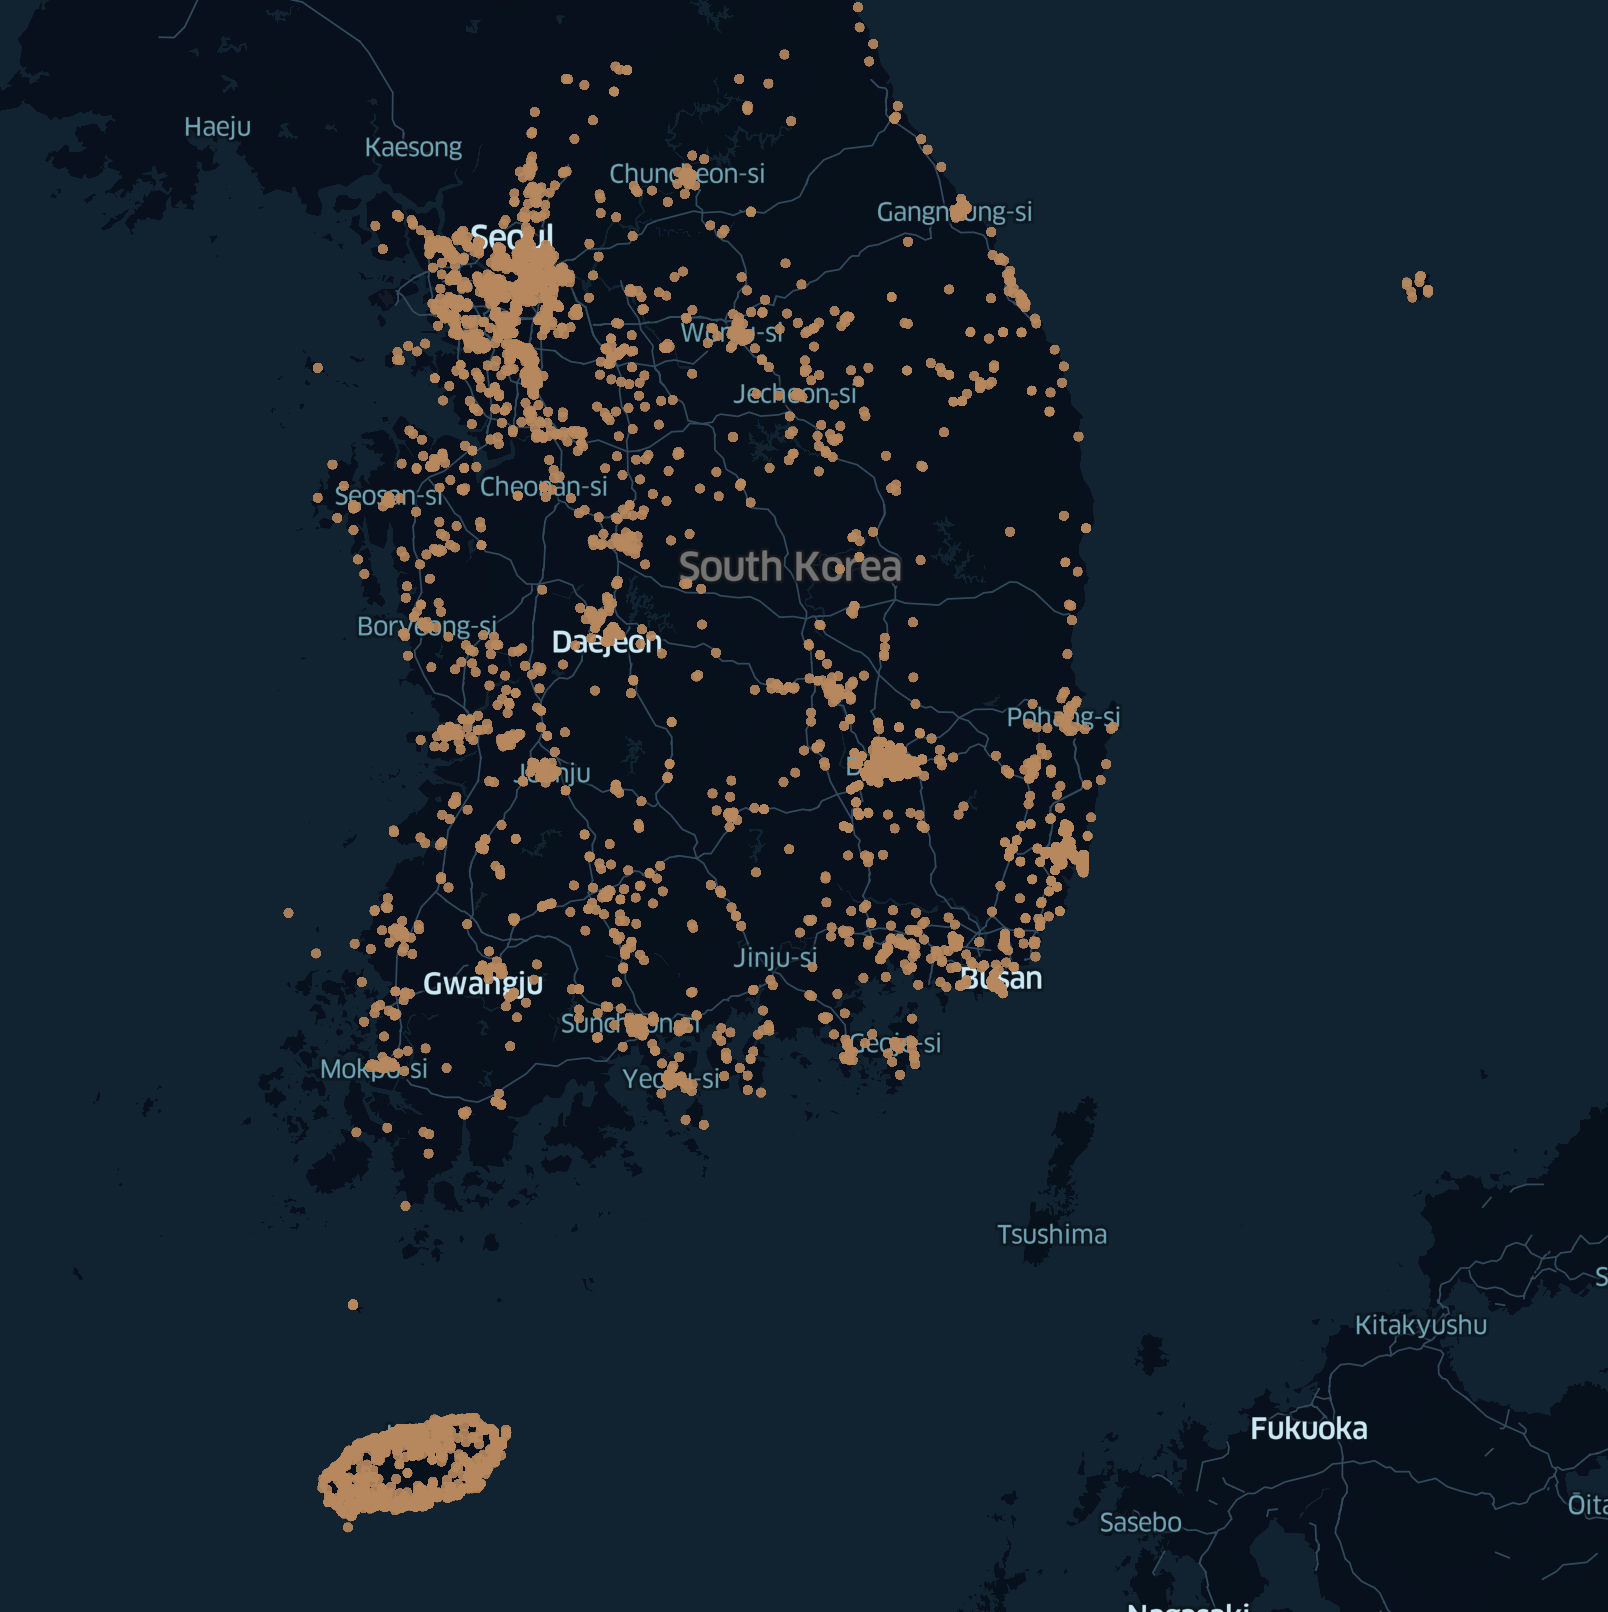 Haeju
Kaesong
Chuncheon-si
Gangneung-si
Seoul
Wonju-si
Jecheon-si
Seosan-si
Cheonan-si
South Korea
Boryeong-si
Daejeon
Pohang-si
Jeonju
Jinju-si
Gwangju
Busan
Suncheon-si
Geoje-si
Mokpo-si
Yeosu-si
Tsushima
Kitakyushu
Fukuoka
Sasebo
Ōita
Nagasaki